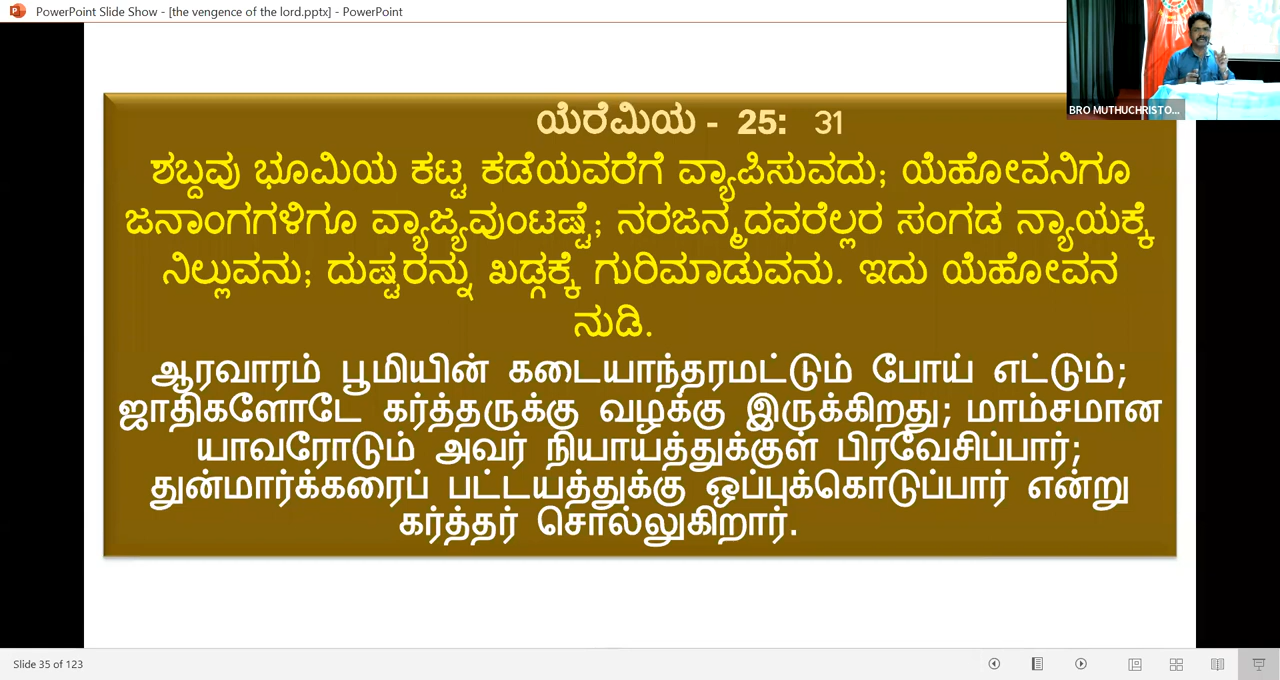 PowerPoint Slide Show - [the vengence of the lord.pptx] - PowerPoint
BRO MUTHUCHRISTO...
ಯೆರೆಮಿಯ - 25: 31
ಶಬ್ದವು ಭೂಮಿಯ ಕಟ್ಟ ಕಡೆಯವರೆಗೆ ವ್ಯಾಪಿಸುವದು; ಯೆಹೋವನಿಗೂ
ಜನಾಂಗಗಳಿಗೂ ವ್ಯಾಜ್ಯವುಂಟಷ್ಟೆ; ನರಜನ್ಮದವರೆಲ್ಲರ ಸಂಗಡ ನ್ಯಾಯಕ್ಕೆ
ನಿಲ್ಲುವನು; ದುಷ್ಟರನ್ನು ಖಡ್ಗಕ್ಕೆ ಗುರಿಮಾಡುವನು. ಇದು ಯೆಹೋವನ
ನುಡಿ.
ஆரவாரம் பூமியின் கடையாந்தரமட்டும் போய் எட்டும்;
ஜாதிகளோடே கர்த்தருக்கு வழக்கு இருக்கிறது; மாம்சமான
யாவரோடும் அவர் நியாயத்துக்குள் பிரவேசிப்பார்;
துன்மார்க்கரைப் பட்டயத்துக்கு ஒப்புக்கொடுப்பார் என்று
கர்த்தர் சொல்லுகிறார்.
Slide 35 of 123